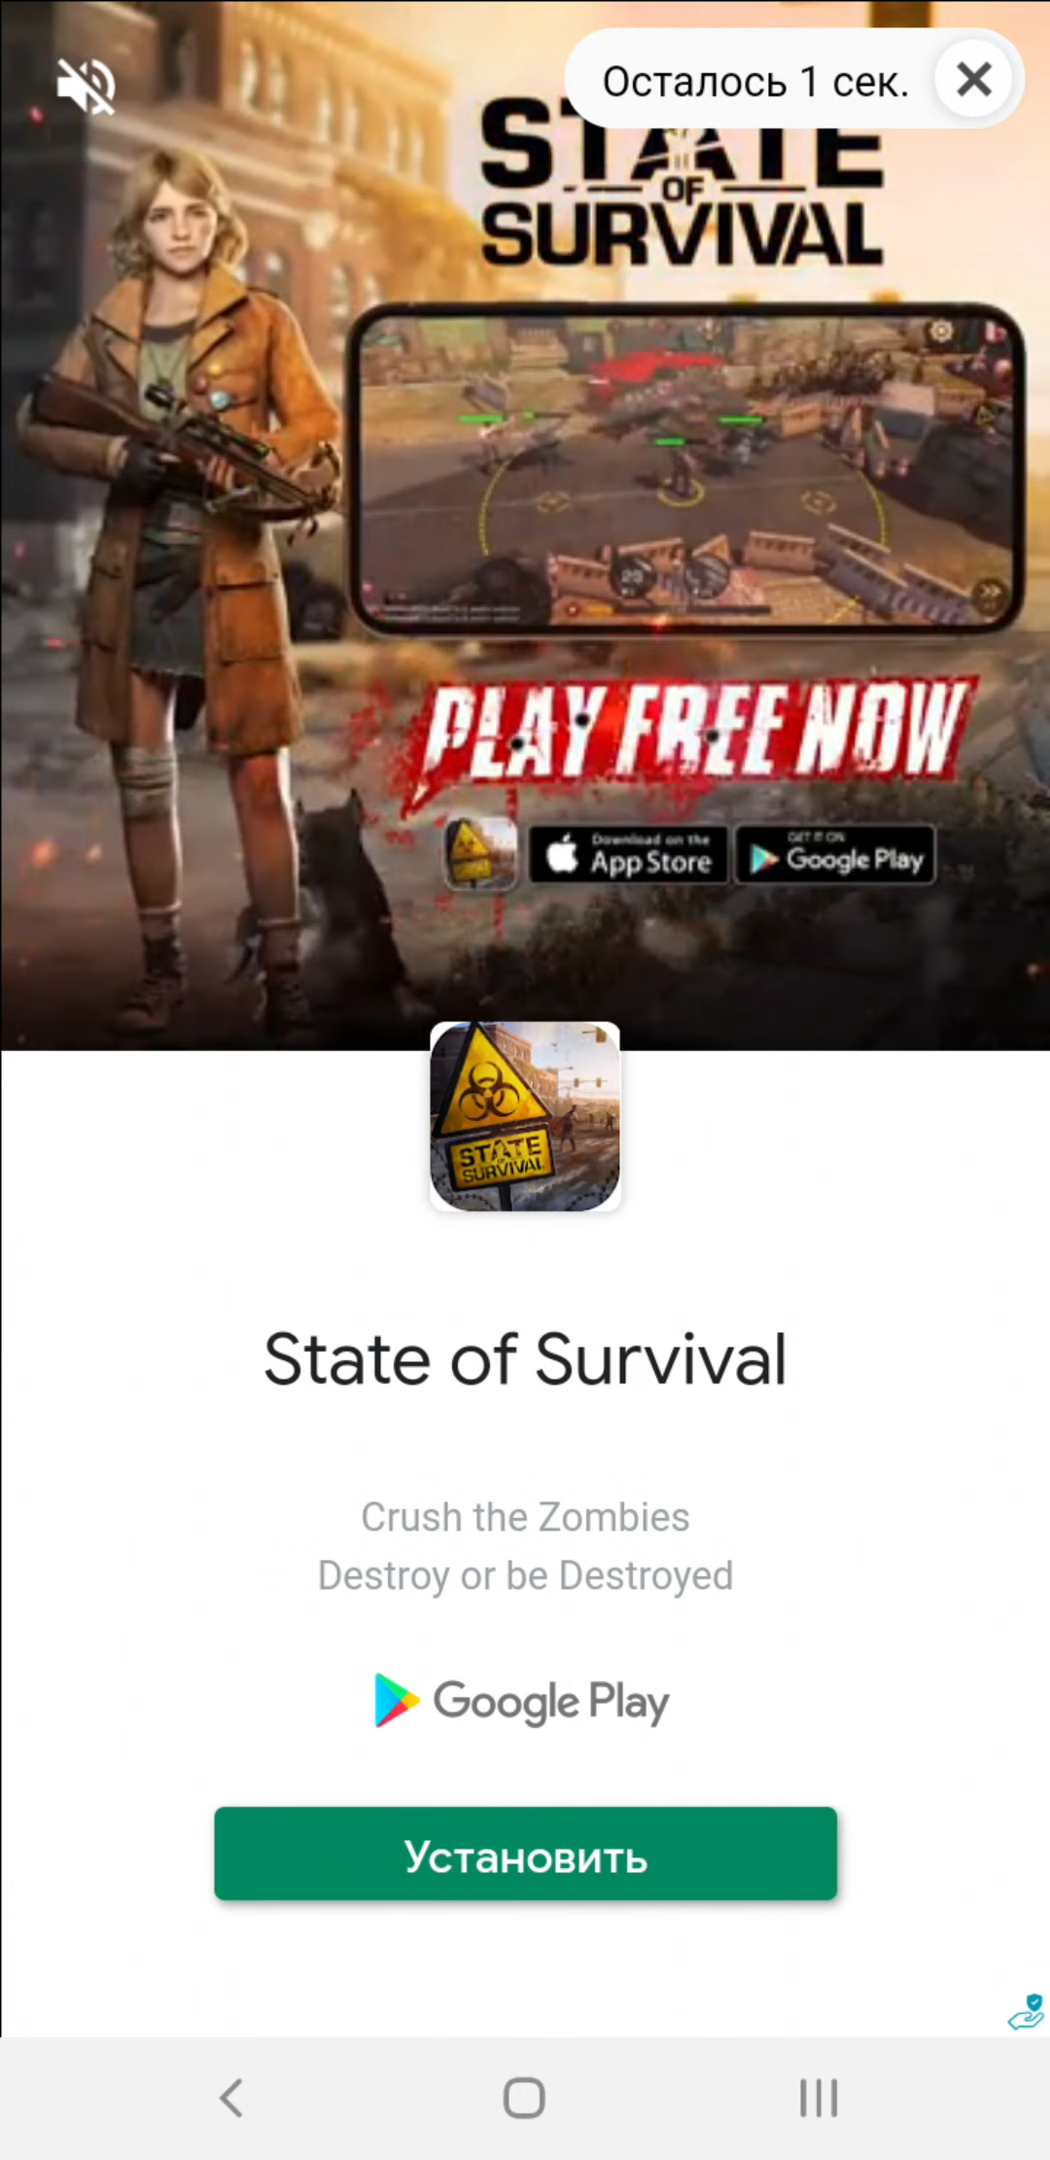 Осталось 1 сек.
STATE
OF
SURVIVAL
20
PLAY FREE NOW
Download on the
App Store
GET IT ON
Google Play
STATE
SURVIVAL
State of Survival
Crush the Zombies
Destroy or be Destroyed
Google Play
Установить